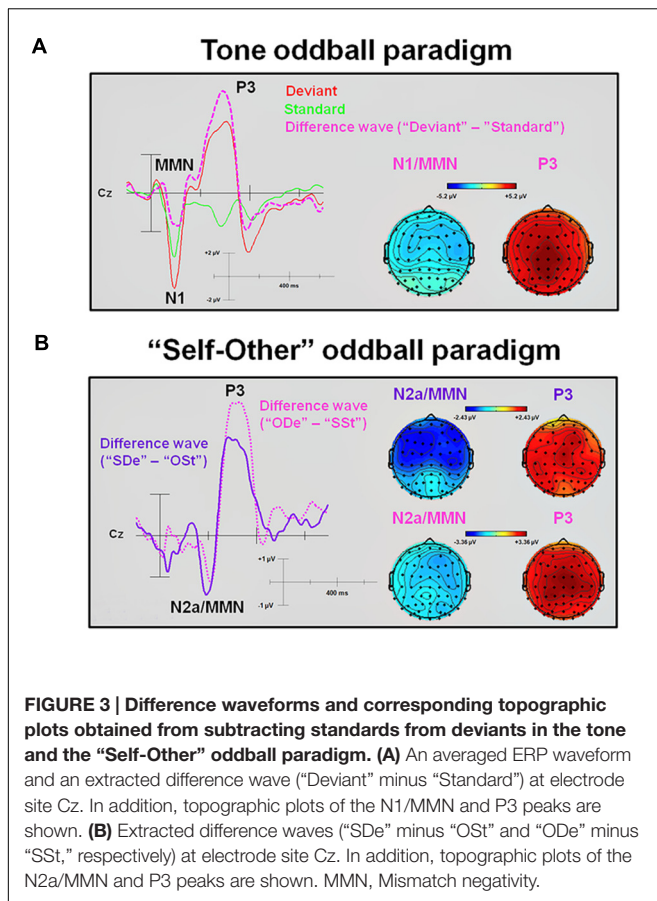 A
Tone oddball paradigm
P3
Deviant
Standard
Difference wave (“Deviant” – ”Standard”)
MMN
N1/MMN
P3
Cz
-5.2 µV
+5.2 µV
+2 µV
400 ms
-2 µV
N1
B
“Self-Other” oddball paradigm
P3
N2a/MMN
P3
Difference wave
(“ODe” – “SSt”)
-2.43 µV
+2.43 µV
Difference wave
(“SDe” – “OSt”)
N2a/MMN
P3
Cz
-3.36 µV
+3.36 µV
+1 µV
400 ms
-1 µV
N2a/MMN
FIGURE 3 | Difference waveforms and corresponding topographic
plots obtained from subtracting standards from deviants in the tone
and the “Self-Other” oddball paradigm. (A) An averaged ERP waveform
and an extracted difference wave (“Deviant” minus “Standard”) at electrode
site Cz. In addition, topographic plots of the N1/MMN and P3 peaks are
shown. (B) Extracted difference waves (“SDe” minus “OSt” and “ODe” minus
“SSt,” respectively) at electrode site Cz. In addition, topographic plots of the
N2a/MMN and P3 peaks are shown. MMN, Mismatch negativity.